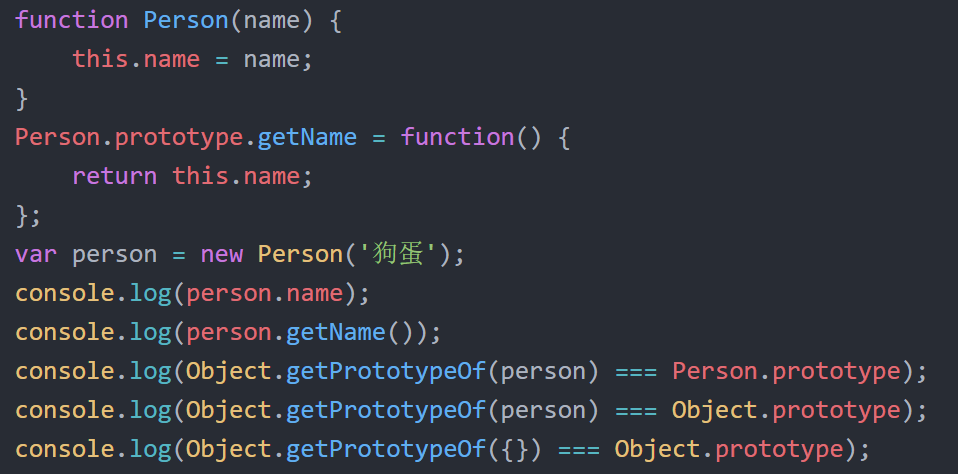 function Person(name) {
    this.name = name;
}
Person.prototype.getName = function() {
    return this.name;
};
var person = new Person('狗蛋');
console.log(person.name);
console.log(person.getName());
console.log(Object.getPrototypeOf(person) === Person.prototype);
console.log(Object.getPrototypeOf(person) === Object.prototype);
console.log(Object.getPrototypeOf({}) === Object.prototype);